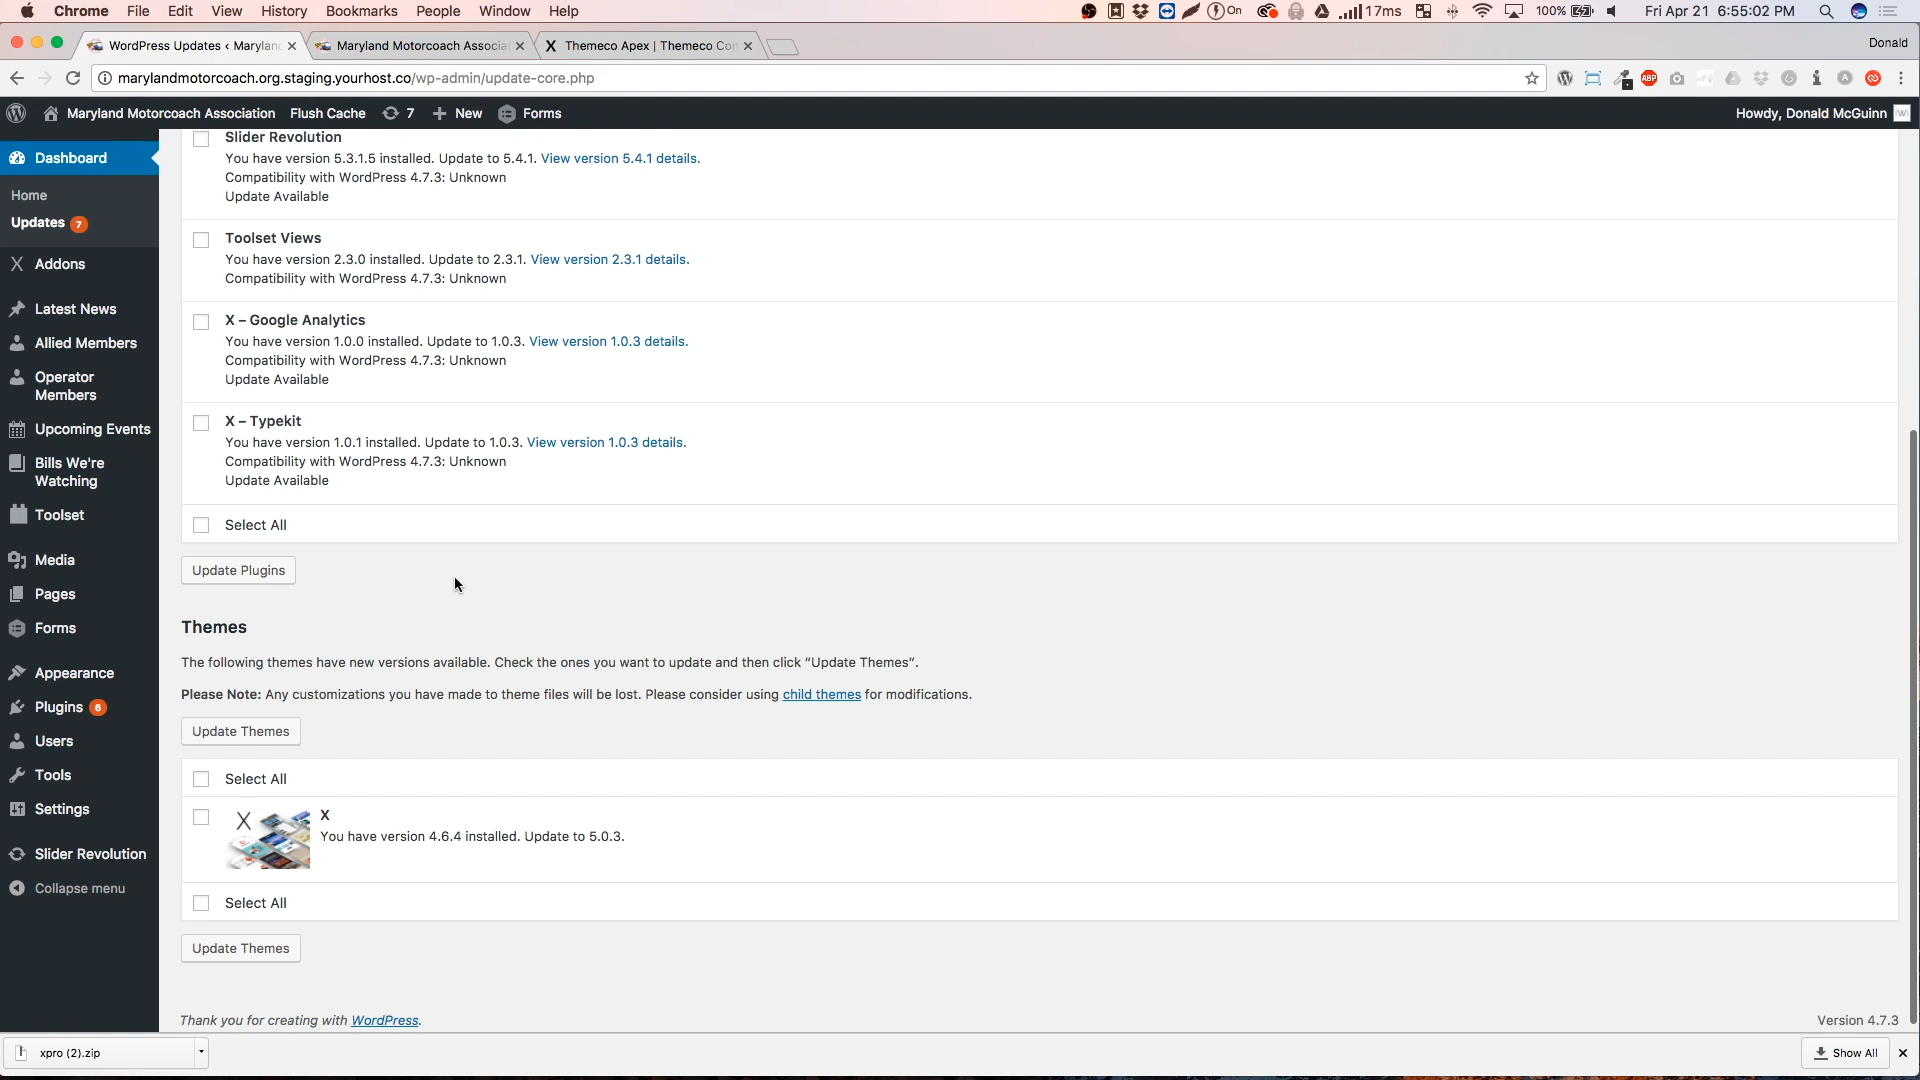 Chrome File Edit View History Bookmarks People Window Help On 17ms 100% Fri Apr 21 6:55:02 PM
WordPress Updates ‹ Marylan Maryland Motorcoach Associat X Themeco Apex | Themeco Con Donald
marylandmotorcoach.org.staging.yourhost.co/wp-admin/update-core.php ABP
Maryland Motorcoach Association Flush Cache 7 + New Forms Howdy, Donald McGuinn
Dashboard
Home
Updates 7
Addons
Latest News
Allied Members
Operator
Members
Upcoming Events
Bills We're
Watching
Toolset
Media
Pages
Forms
Appearance
Plugins 6
Users
Tools
Settings
Slider Revolution
Collapse menu
Slider Revolution
You have version 5.3.1.5 installed. Update to 5.4.1. View version 5.4.1 details.
Compatibility with WordPress 4.7.3: Unknown
Update Available
Toolset Views
You have version 2.3.0 installed. Update to 2.3.1. View version 2.3.1 details.
Compatibility with WordPress 4.7.3: Unknown
X – Google Analytics
You have version 1.0.0 installed. Update to 1.0.3. View version 1.0.3 details.
Compatibility with WordPress 4.7.3: Unknown
Update Available
X – Typekit
You have version 1.0.1 installed. Update to 1.0.3. View version 1.0.3 details.
Compatibility with WordPress 4.7.3: Unknown
Update Available
Select All
Update Plugins
Themes
The following themes have new versions available. Check the ones you want to update and then click “Update Themes”.
Please Note: Any customizations you have made to theme files will be lost. Please consider using child themes for modifications.
Update Themes
Select All
X
X
You have version 4.6.4 installed. Update to 5.0.3.
Select All
Update Themes
Thank you for creating with WordPress. Version 4.7.3
xpro (2).zip Show All